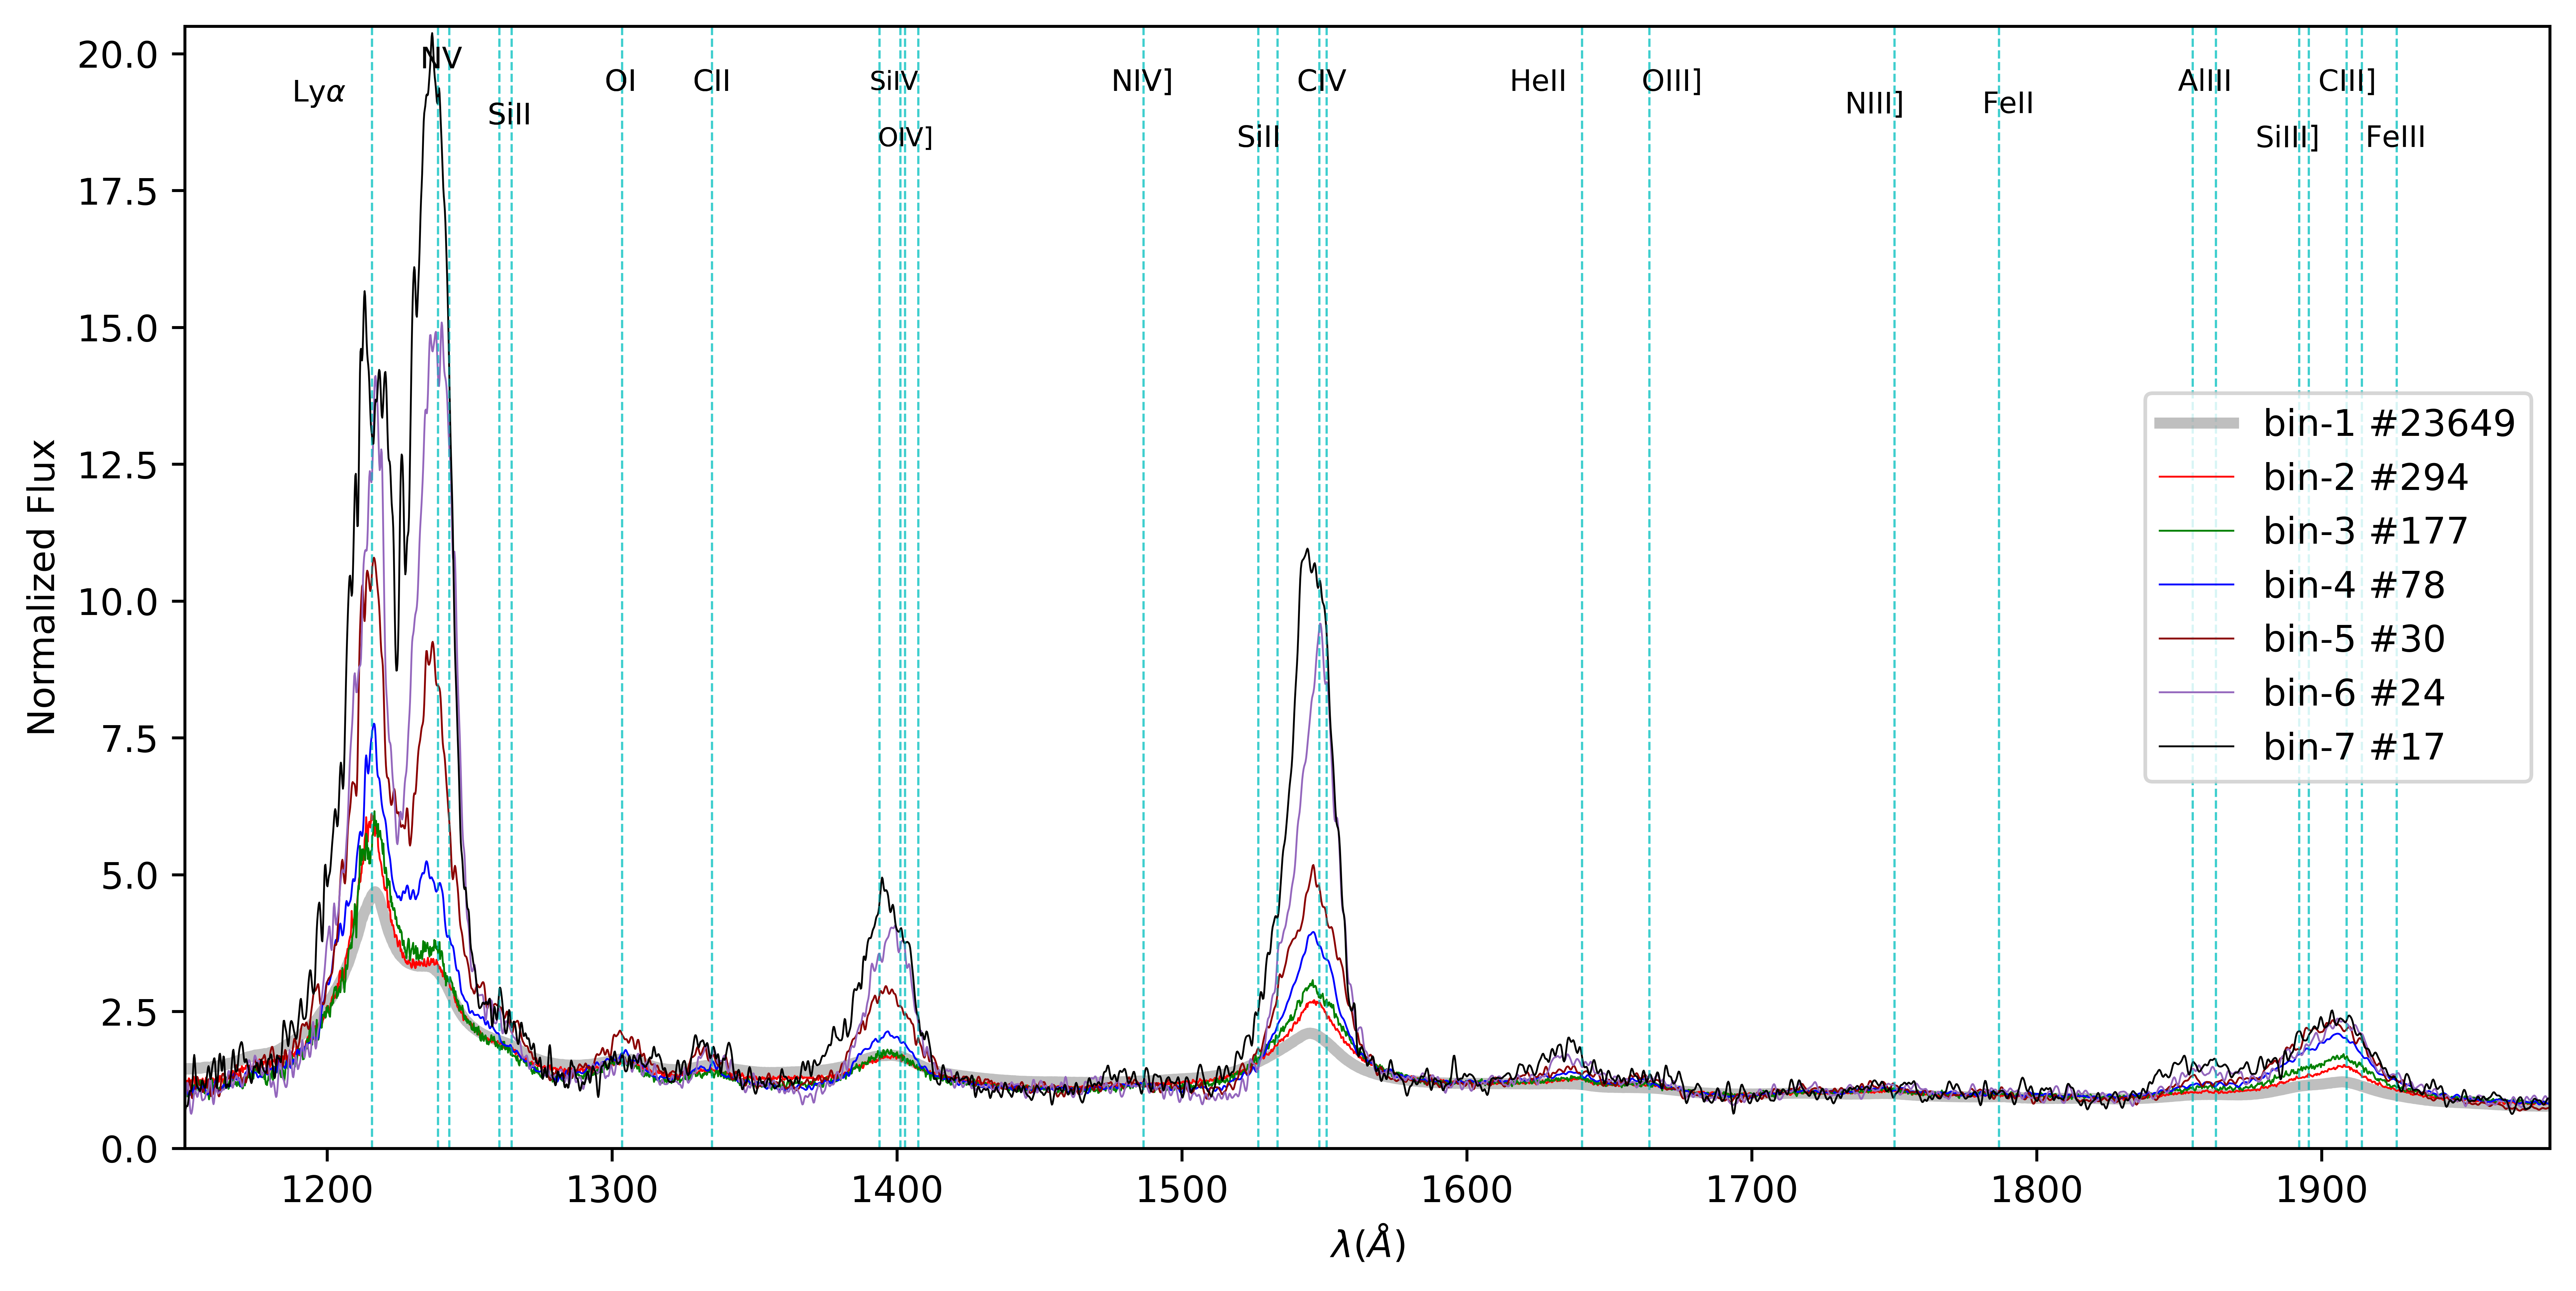 NV
Lyα
SiII
OI
CII
SiIV
OIV]
NIV]
SiII
CIV
HeII
OIII]
NIII]
FeII
AlIII
SiIII]
CIII]
FeIII
20.0
17.5
15.0
12.5
10.0
7.5
5.0
2.5
0.0
Normalized Flux
bin-1 #23649
bin-2 #294
bin-3 #177
bin-4 #78
bin-5 #30
bin-6 #24
bin-7 #17
1200 1300 1400 1500 1600 1700 1800 1900
λ(Å)